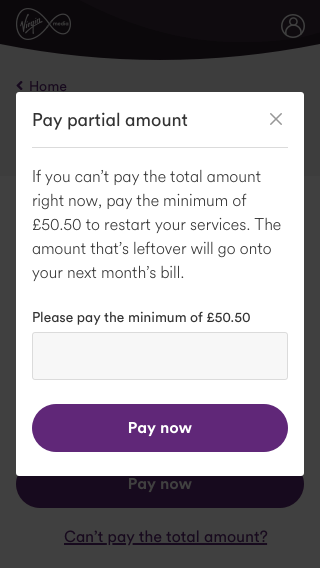 Virgin media
Home
Pay partial amount
If you can’t pay the total amount
right now, pay the minimum of
£50.50 to restart your services. The
amount that’s leftover will go onto
your next month’s bill.
Please pay the minimum of £50.50
Pay now
Pay now
Can’t pay the total amount?